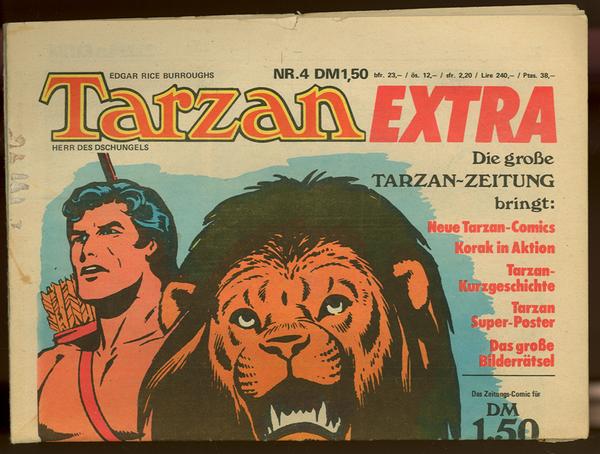 EDGAR RICE BURROUGHS
NR.4 DM1,50 bfr. 23,– / ös. 12,– / sfr. 2,20 / Lire 240,– / Ptas. 38,–
Tarzan EXTRA
HERR DES DSCHUNGELS
Die große
TARZAN-ZEITUNG
bringt:
Neue Tarzan-Comics
Korak in Aktion
Tarzan-
Kurzgeschichte
Tarzan
Super-Poster
Das große
Bilderrätsel
Das Zeitungs-Comic für
DM
1,50